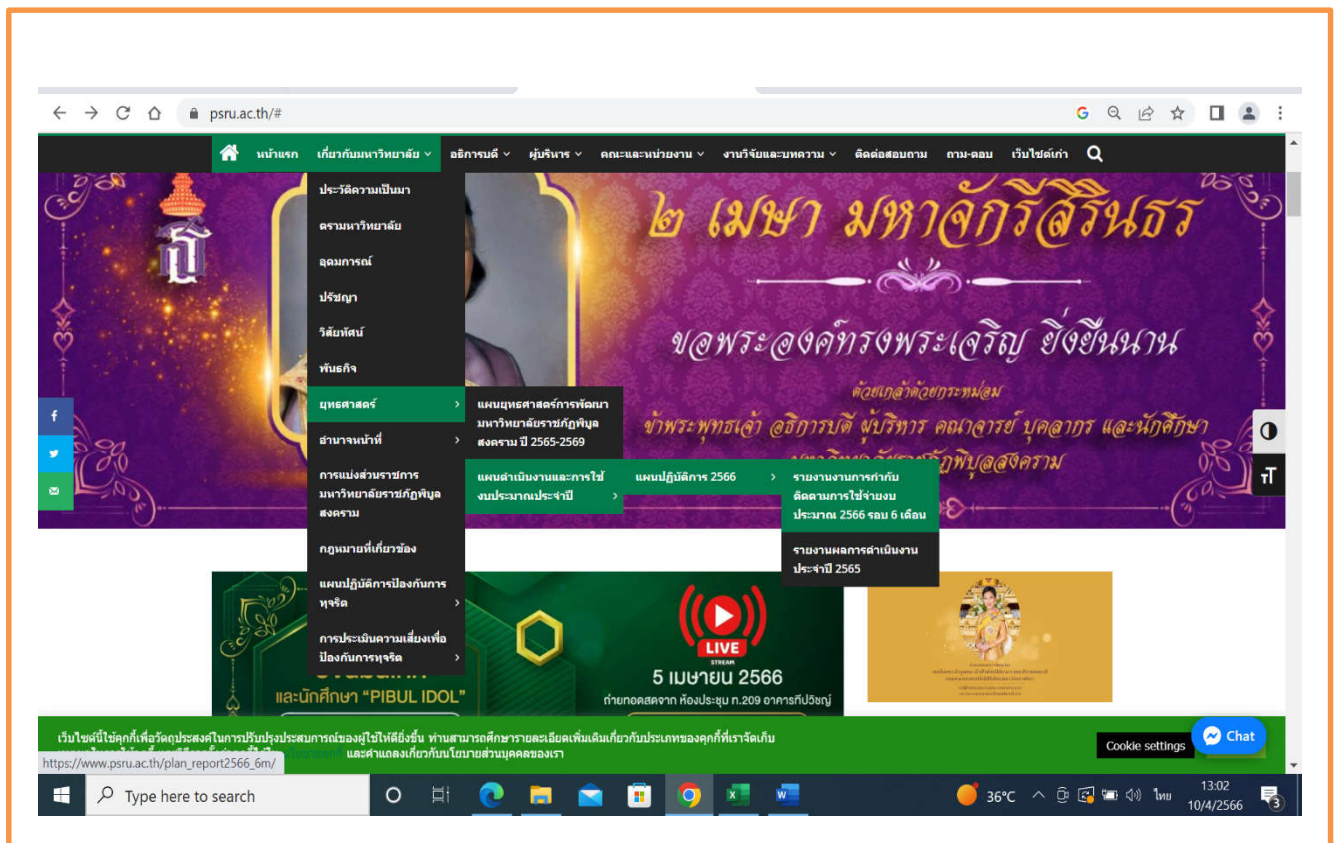 psru.ac.th/#
หน้าแรก เกี่ยวกับมหาวิทยาลัย อธิการบดี ผู้บริหาร คณะและหน่วยงาน งานวิจัยและบทความ ติดต่อสอบถาม ถาม-ตอบ เว็บไซต์เก่า
ประวัติความเป็นมา
ตรามหาวิทยาลัย
อุดมการณ์
ปรัชญา
วิสัยทัศน์
พันธกิจ
ยุทธศาสตร์
อำนาจหน้าที่
การแบ่งส่วนราชการ
มหาวิทยาลัยราชภัฏพิบูล
สงคราม
กฎหมายที่เกี่ยวข้อง
แผนปฏิบัติการป้องกันการ
ทุจริต
การประเมินความเสี่ยงเพื่อ
ป้องกันการทุจริต
แผนยุทธศาสตร์การพัฒนา
มหาวิทยาลัยราชภัฏพิบูล
สงคราม ปี 2565-2569
แผนดำเนินงานและการใช้
งบประมาณประจำปี
แผนปฏิบัติการ 2566
รายงานงานการกำกับ
ติดตามการใช้จ่ายงบ
ประมาณ 2566 รอบ 6 เดือน
รายงานผลการดำเนินงาน
ประจำปี 2565
๒ เมษา มหาจักรีสิรินธร
ขอพระองค์ทรงพระเจริญ ยิ่งยืนนาน
ด้วยเกล้าด้วยกระหม่อม
ข้าพระพุทธเจ้า อธิการบดี ผู้บริหาร คณาจารย์ บุคลากร และนักศึกษา
และนักศึกษา "PIBUL IDOL"
LIVE
STREAM
5 เมษายน 2566
ถ่ายทอดสดจาก ห้องประชุม ท.209 อาคารทีปวิชญ์
เว็บไซต์นี้ใช้คุกกี้เพื่อวัตถุประสงค์ในการปรับปรุงประสบการณ์ของผู้ใช้ให้ดียิ่งขึ้น ท่านสามารถศึกษารายละเอียดเพิ่มเติมเกี่ยวกับประเภทของคุกกี้ที่เราจัดเก็บ
และคำแถลงเกี่ยวกับนโยบายส่วนบุคคลของเรา
Cookie settings
Chat
https://www.psru.ac.th/plan_report2566_6m/
Type here to search
36°C
ไทย
13:02
10/4/2566
3